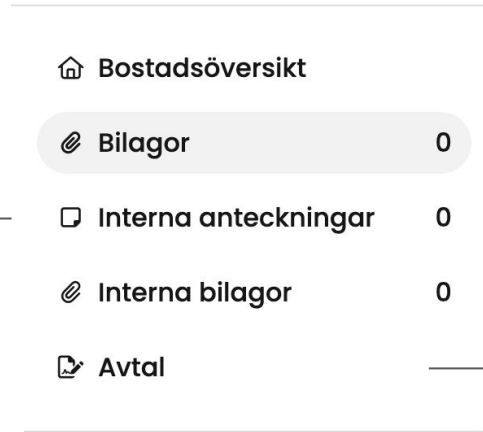 Bostadsöversikt
Bilagor 0
Interna anteckningar 0
Interna bilagor 0
Avtal